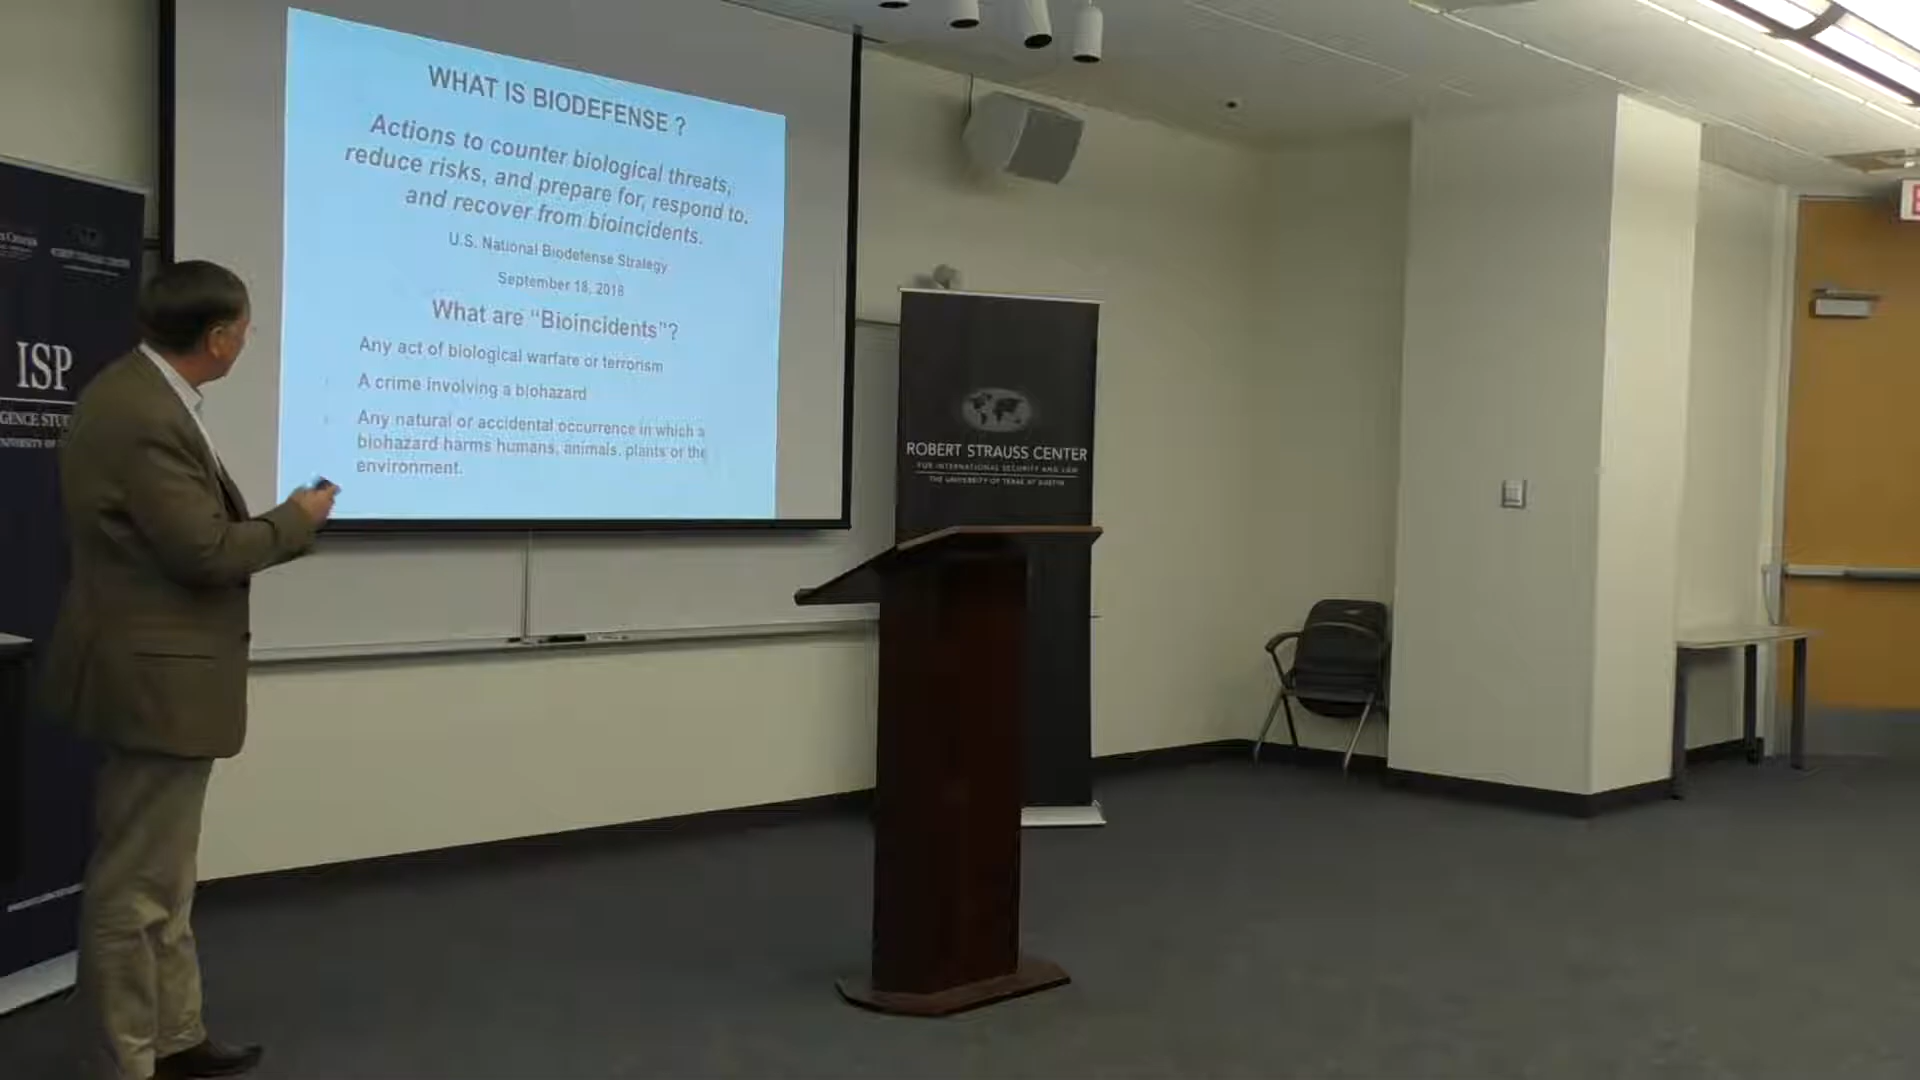 WHAT IS BIODEFENSE ?
Actions to counter biological threats,
reduce risks, and prepare for, respond to,
and recover from bioincidents.
U.S. National Biodefense Strategy
September 18, 2018
What are “Bioincidents”?
Any act of biological warfare or terrorism
A crime involving a biohazard
Any natural or accidental occurrence in which a
biohazard harms humans, animals, plants or the
environment.
ISP
ROBERT STRAUSS CENTER
FOR INTERNATIONAL SECURITY AND LAW
THE UNIVERSITY OF TEXAS AT AUSTIN